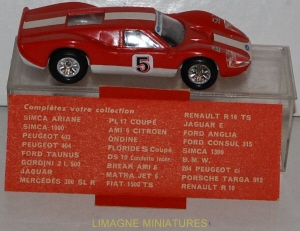 5
Complétez votre collection
SIMCA ARIANE
SIMCA 1000
PEUGEOT 403
PEUGEOT 404
FORD TAUNUS
GORDINI 2 l. 500
JAGUAR
MERCEDES 300 SL R
PL 17 COUPÉ
AMI 6 CITROEN
ONDINE
FLORIDE S Coupé
DS 19
BREAK AMI 6
MATRA JET 5
FIAT 1500 TS
RENAULT R 16 TS
JAGUAR E
FORD ANGLIA
FORD CONSUL 315
SIMCA 1300
B.M.W.
204 PEUGEOT ci
PORSCHE TARGA 912
RENAULT R 10
LIMAGNE MINIATURES